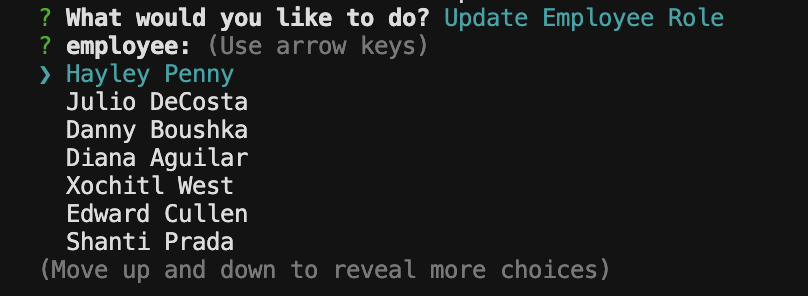 ? What would you like to do? Update Employee Role
? employee: (Use arrow keys)
❯ Hayley Penny
Julio DeCosta
Danny Boushka
Diana Aguilar
Xochitl West
Edward Cullen
Shanti Prada
(Move up and down to reveal more choices)